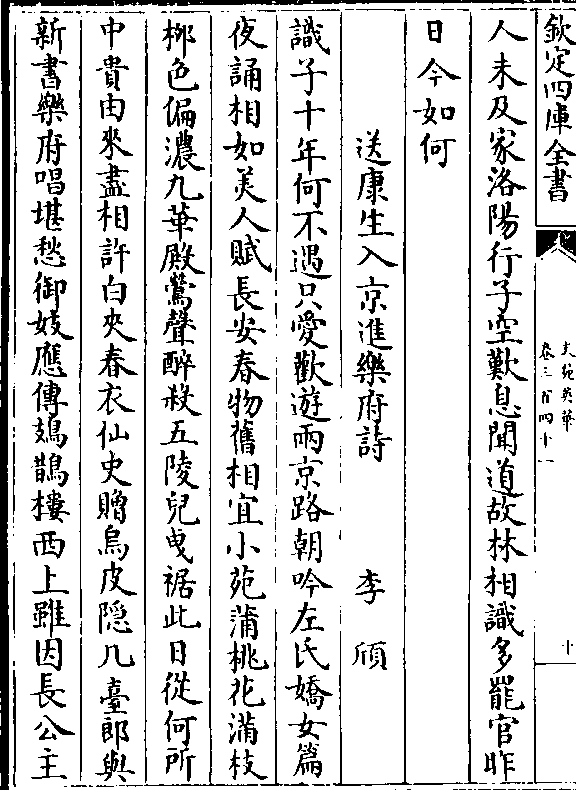 欽定四庫全書
文苑英華
卷三百四十一
十
人未及家洛陽行子空歎息聞道故林相識多罷官昨
日今如何
送康生入京進樂府詩　李頎
識子十年何不遇只愛歡遊兩京路朝吟左氏嬌女篇
夜誦相如美人賦長安春物舊相宜小苑蒲桃花滿枝
桺色偏濃九華殿鶯聲醉殺五陵兒曵裾此日從何所
中貴由來盡相許白夾春衣仙史贈烏皮隠几臺郎與
新書樂府唱堪愁御妓應傳鳷鵲樓西上雖因長公主